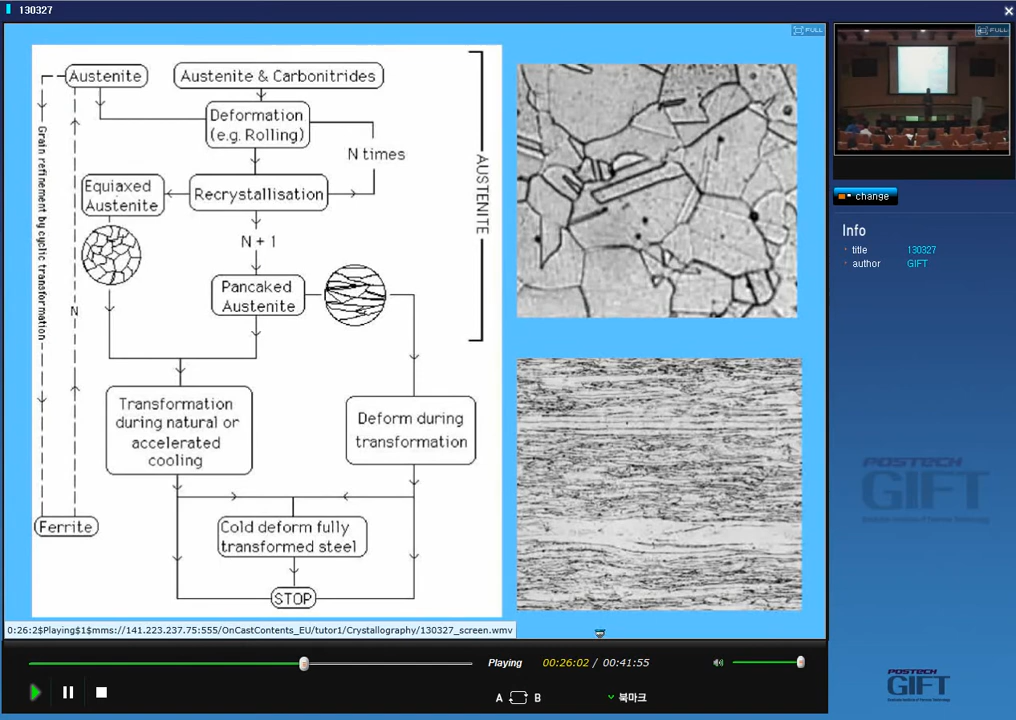 130327
FULL
Austenite
Austenite & Carbonitrides
Deformation
(e.g. Rolling)
N times
Equiaxed
Austenite
Recrystallisation
N + 1
Pancaked
Austenite
AUSTENITE
Grain refinement by cyclic transformation
N
Transformation
during natural or
accelerated
cooling
Deform during
transformation
Ferrite
Cold deform fully
transformed steel
STOP
FULL
change
Info
title 130327
author GIFT
POSTECH
GIFT
0:26:2$Playing$1$mms://141.223.237.75:555/OnCastContents_EU/tutor1/Crystallography/130327_screen.wmv
Playing 00:26:02 / 00:41:55
A B 북마크
POSTECH
GIFT